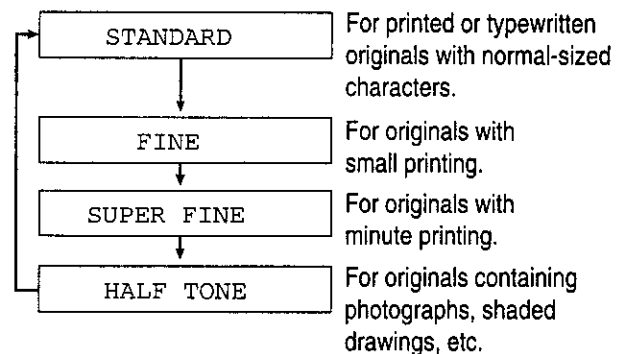 STANDARD
For printed or typewritten
originals with normal-sized
characters.
FINE
For originals with
small printing.
SUPER FINE
For originals with
minute printing.
HALF TONE
For originals containing
photographs, shaded
drawings, etc.